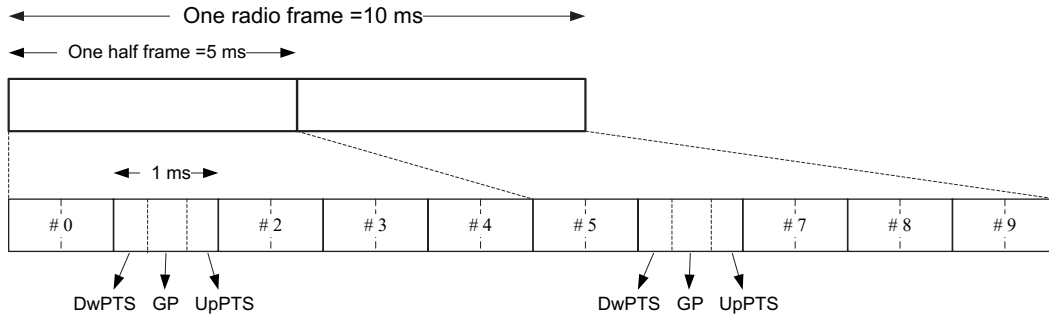 One radio frame =10 ms
One half frame =5 ms
1 ms
# 0 # 2 # 3 # 4 # 5 # 7 # 8 # 9
DwPTS GP UpPTS DwPTS GP UpPTS